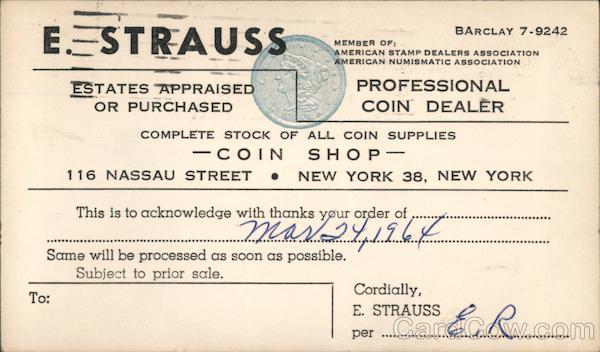 E. STRAUSS
BArclay 7-9242
MEMBER OF:
AMERICAN STAMP DEALERS ASSOCIATION
AMERICAN NUMISMATIC ASSOCIATION
ESTATES APPRAISED
OR PURCHASED
PROFESSIONAL
COIN DEALER
COMPLETE STOCK OF ALL COIN SUPPLIES
— COIN SHOP —
116 NASSAU STREET • NEW YORK 38, NEW YORK
This is to acknowledge with thanks your order of
Mar 24, 1964
Same will be processed as soon as possible.
Subject to prior sale.
To:
Cordially,
E. STRAUSS
per E.R
CardCow.com